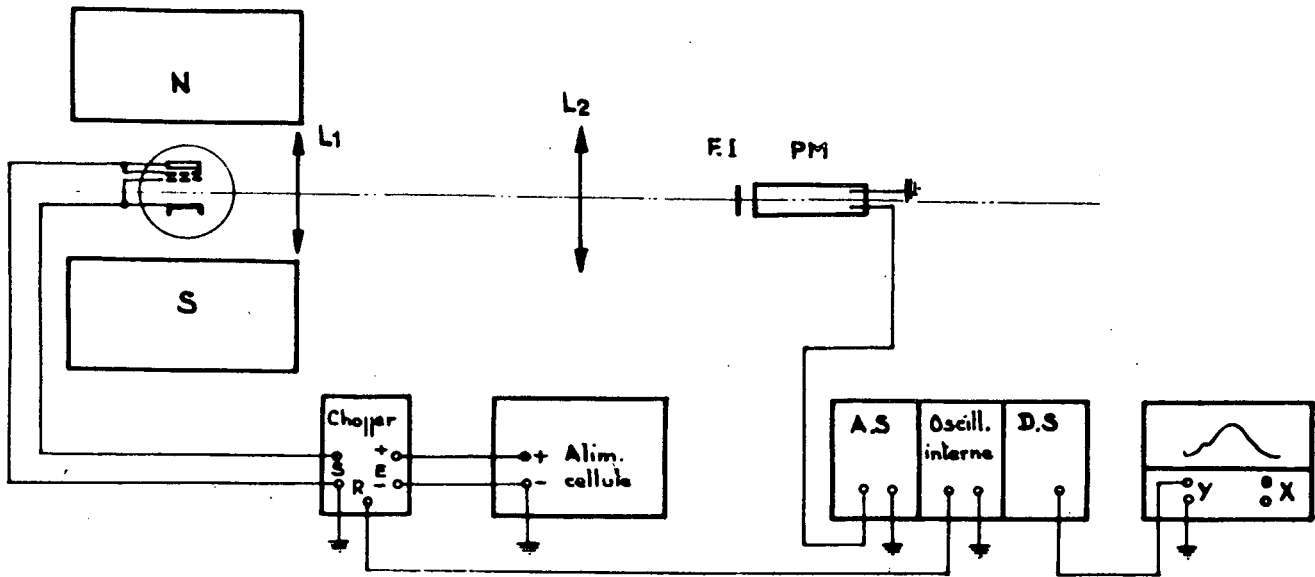 N
L1
L2
F.I PM
S
Chopper
+
S E
-
R
+ Alim.
- cellule
A.S
Oscill.
interne
D.S
Y X